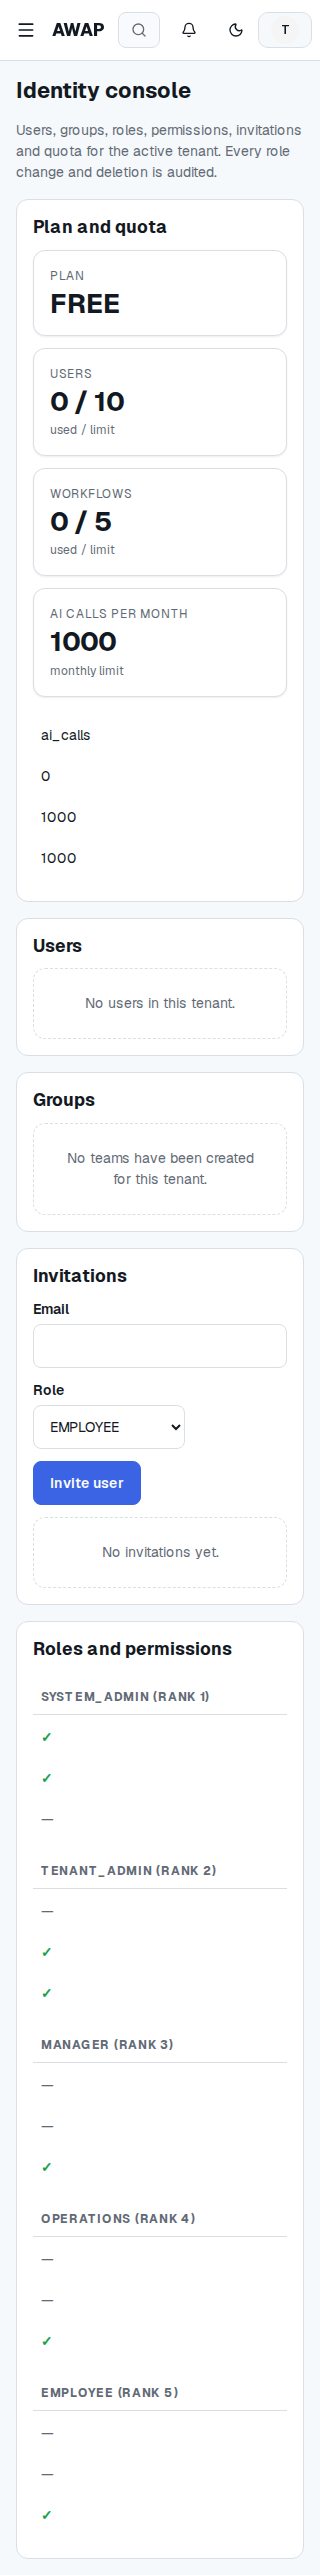 AWAP
T
Identity console
Users, groups, roles, permissions, invitations
and quota for the active tenant. Every role
change and deletion is audited.
Plan and quota
PLAN
FREE
USERS
0 / 10
used / limit
WORKFLOWS
0 / 5
used / limit
AI CALLS PER MONTH
1000
monthly limit
ai_calls
0
1000
1000
Users
No users in this tenant.
Groups
No teams have been created
for this tenant.
Invitations
Email
Role
EMPLOYEE
Invite user
No invitations yet.
Roles and permissions
SYSTEM_ADMIN (RANK 1)
✓
✓
—
TENANT_ADMIN (RANK 2)
—
✓
✓
MANAGER (RANK 3)
—
—
✓
OPERATIONS (RANK 4)
—
—
✓
EMPLOYEE (RANK 5)
—
—
✓